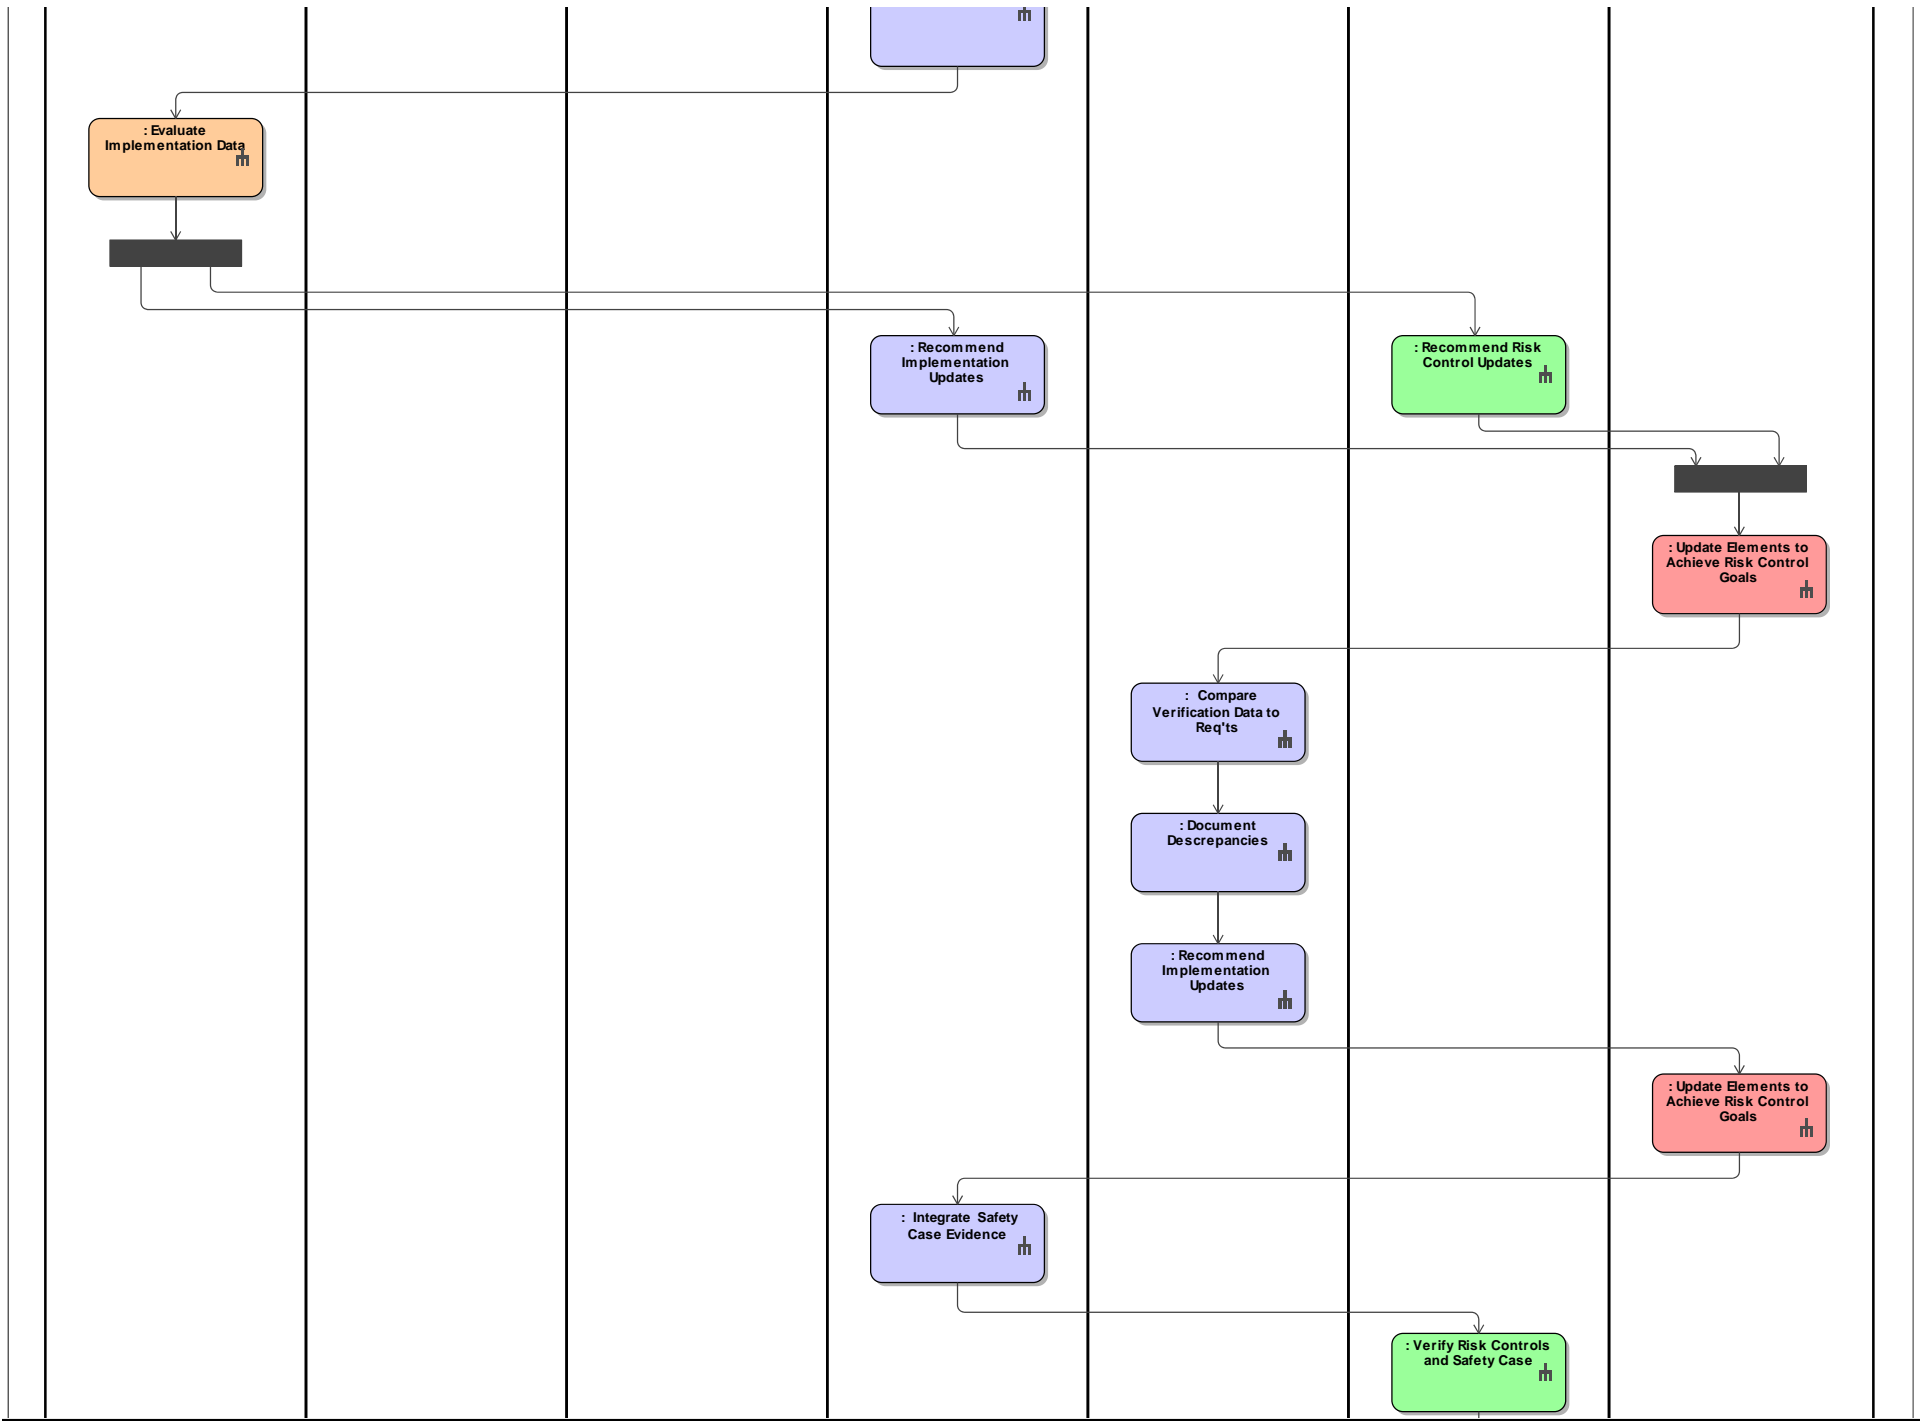 : Evaluate
Implementation Data
: Recommend
Implementation
Updates
: Recommend Risk
Control Updates
: Update Elements to
Achieve Risk Control
Goals
: Compare
Verification Data to
Req'ts
: Document
Descrepancies
: Recommend
Implementation
Updates
: Update Elements to
Achieve Risk Control
Goals
: Integrate Safety
Case Evidence
: Verify Risk Controls
and Safety Case